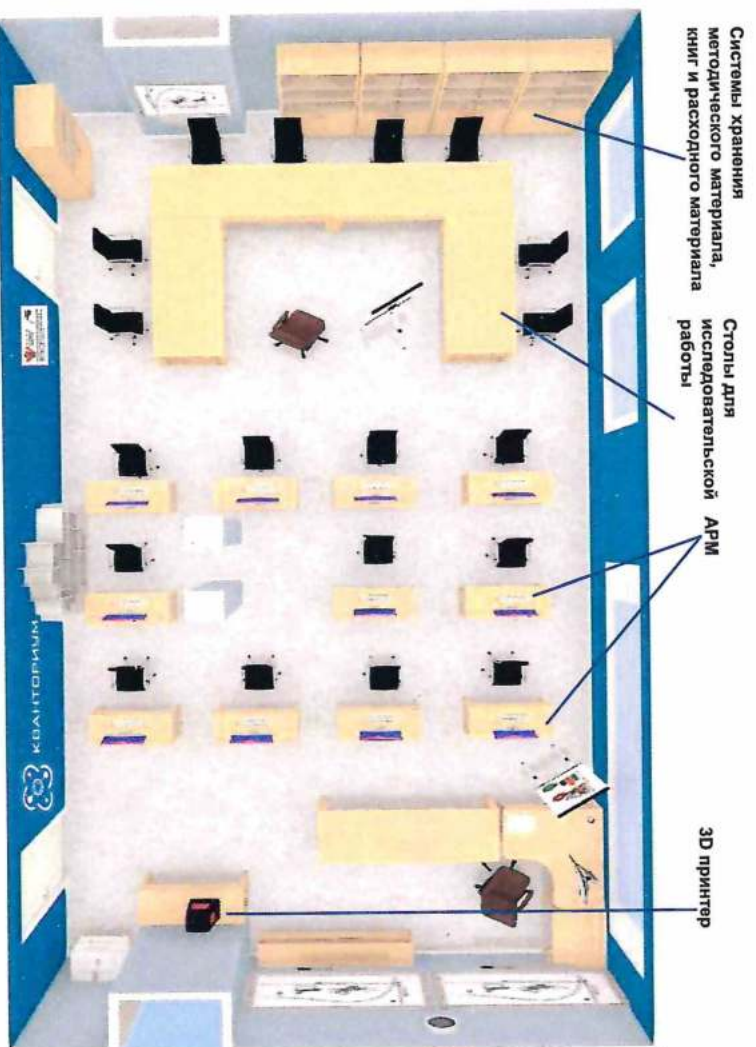 Системы хранения
методического материала,
книг и расходного материала
Столы для
исследовательской
работы
АРМ
3D принтер
КВАНТОРИУМ